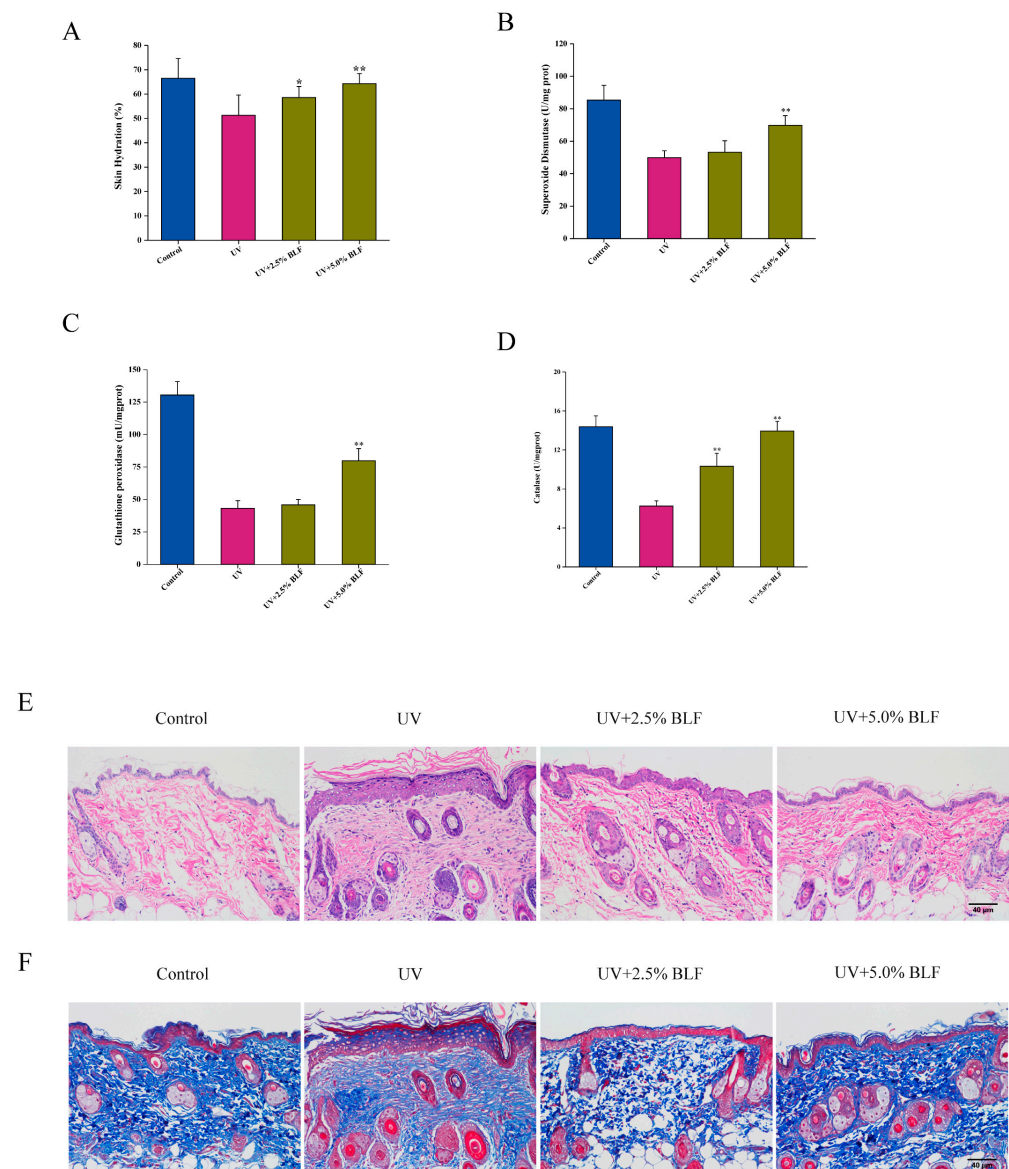 A
Skin Hydration (%)
80
70
60
50
40
30
20
10
0
*
**
Control
UV
UV+2.5% BLF
UV+5.0% BLF
B
Superoxide Dismutase (U/mg prot)
120
100
80
60
40
20
0
**
Control
UV
UV+2.5% BLF
UV+5.0% BLF
C
Glutathione peroxidase (mU/mgprot)
150
125
100
75
50
25
0
**
Control
UV
UV+2.5% BLF
UV+5.0% BLF
D
Catalase (U/mgprot)
20
16
12
8
4
0
**
**
Control
UV
UV+2.5% BLF
UV+5.0% BLF
E
Control UV UV+2.5% BLF UV+5.0% BLF
40 μm
F
Control UV UV+2.5% BLF UV+5.0% BLF
40 μm